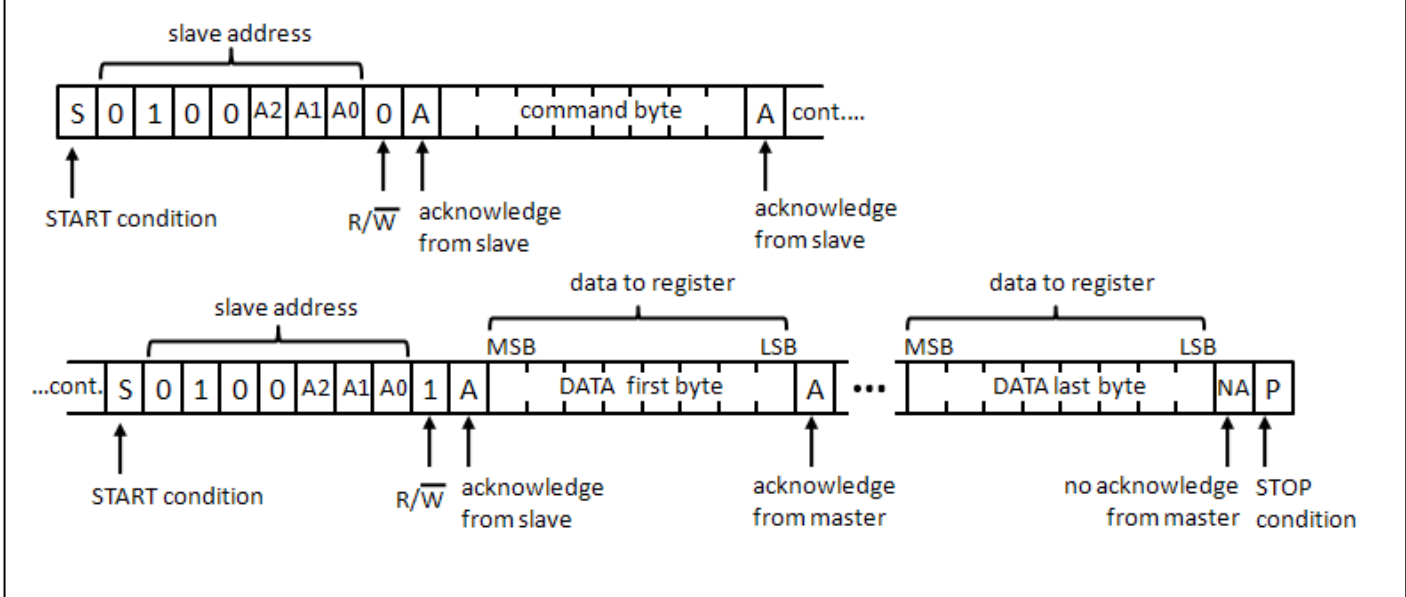 slave address
S 0 1 0 0 A2 A1 A0 0 A command byte A cont....
START condition
R/W̅
acknowledge
from slave
acknowledge
from slave
data to register
data to register
slave address
MSB
LSB
MSB
LSB
...cont. S 0 1 0 0 A2 A1 A0 1 A DATA first byte A ••• DATA last byte NA P
START condition
R/W̅
acknowledge
from slave
acknowledge
from master
no acknowledge
from master
STOP
condition